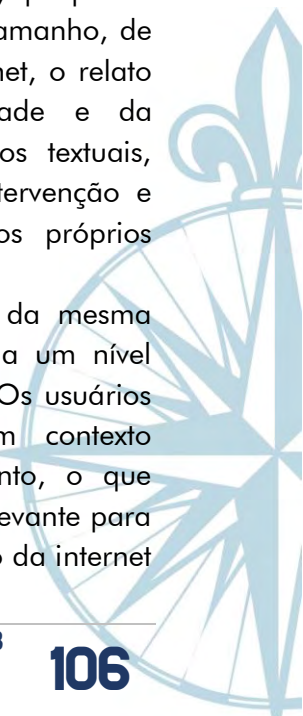 amanho, de
net, o relato
ade e da
os textuais,
tervenção e
os próprios
da mesma
a um nível
Os usuários
m contexto
nto, o que
evante para
o da internet
106